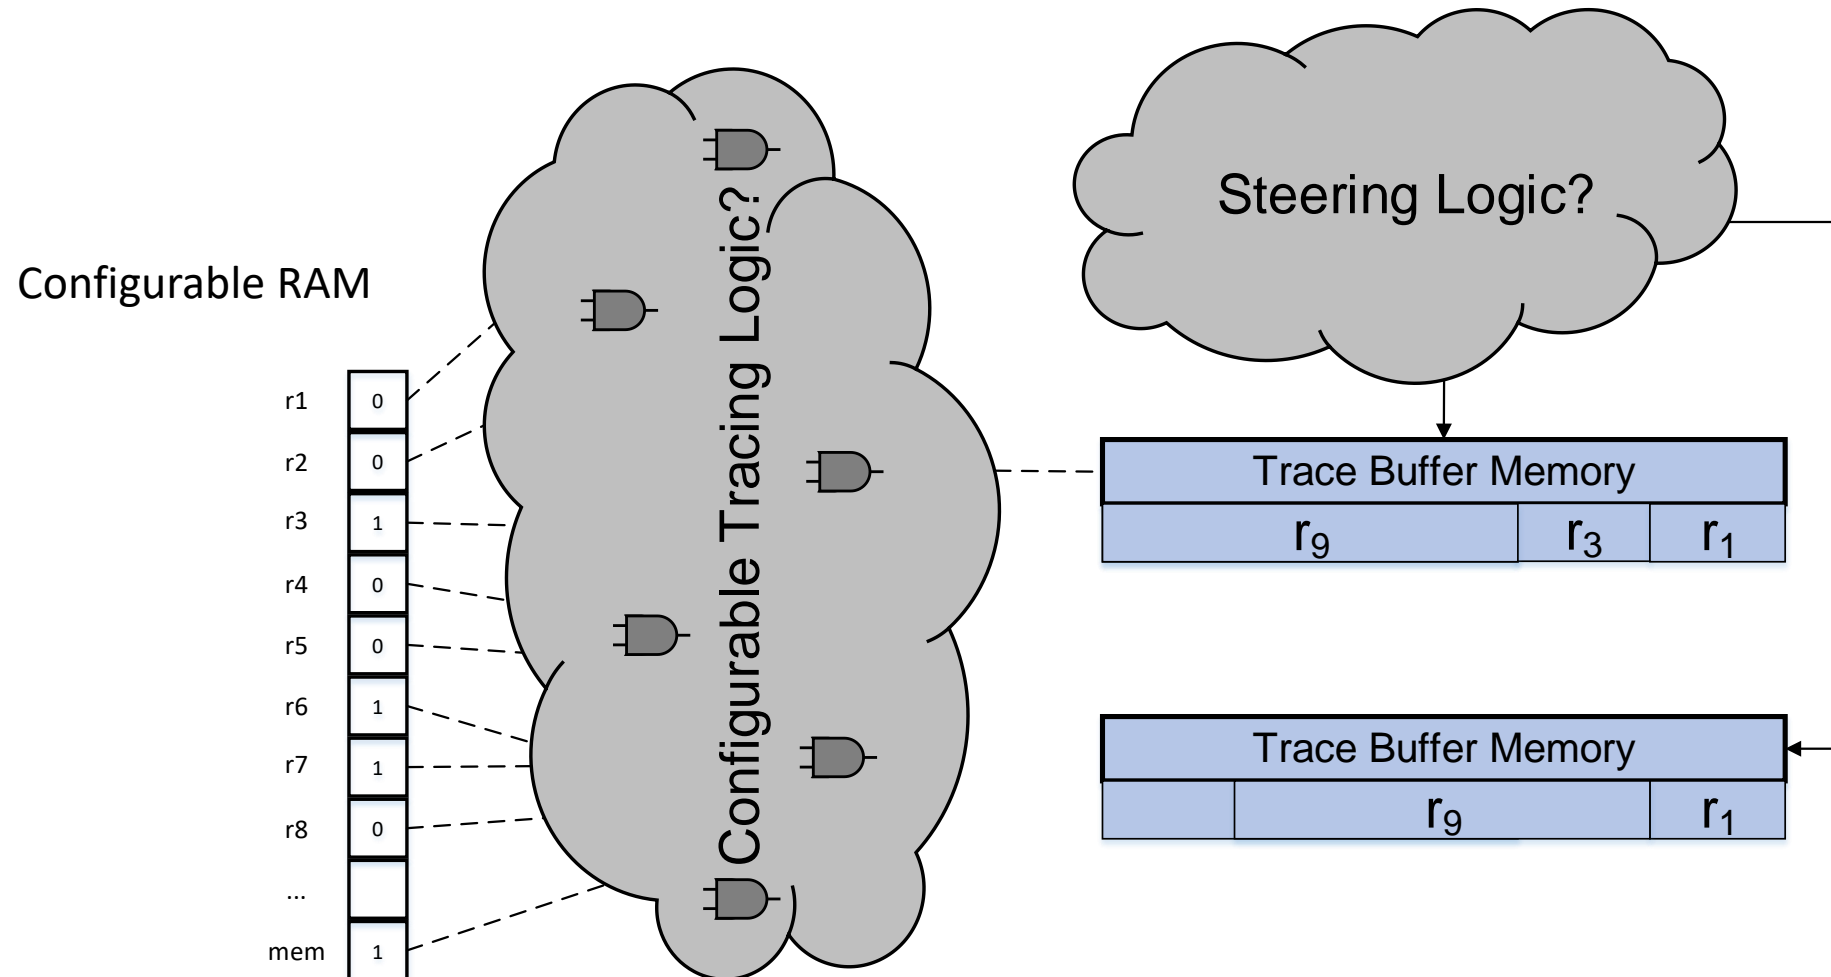 Configurable RAM
r1 0
r2 0
r3 1
r4 0
r5 0
r6 1
r7 1
r8 0
...
mem 1
Configurable Tracing Logic?
Steering Logic?
Trace Buffer Memory
r₉ r₃ r₁
Trace Buffer Memory
r₉ r₁